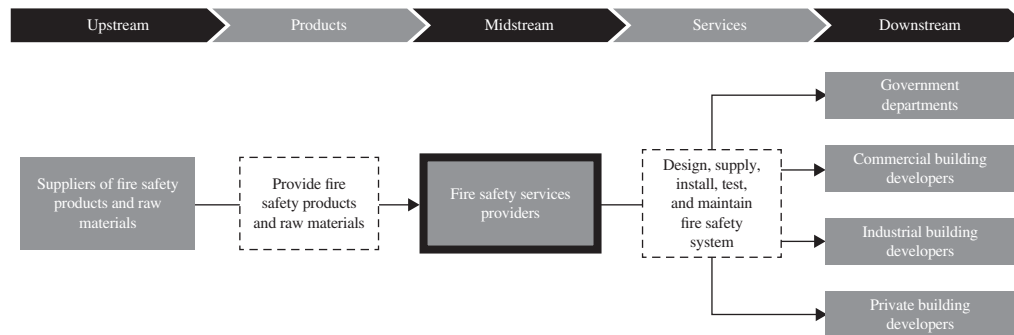 Upstream
Products
Midstream
Services
Downstream
Suppliers of fire safety
products and raw
materials
Provide fire
safety products
and raw materials
Fire safety services
providers
Design, supply,
install, test,
and maintain
fire safety
system
Government
departments
Commercial building
developers
Industrial building
developers
Private building
developers